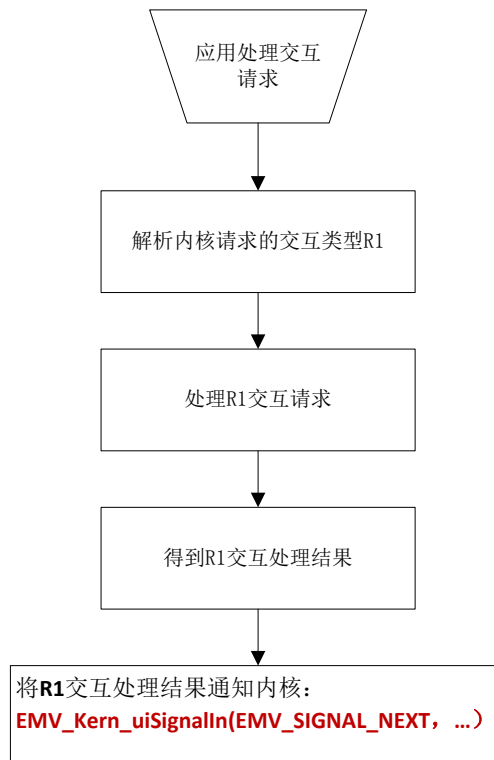 应用处理交互
请求
解析内核请求的交互类型R1
处理R1交互请求
得到R1交互处理结果
将R1交互处理结果通知内核：
EMV_Kern_uiSignalIn(EMV_SIGNAL_NEXT，…）